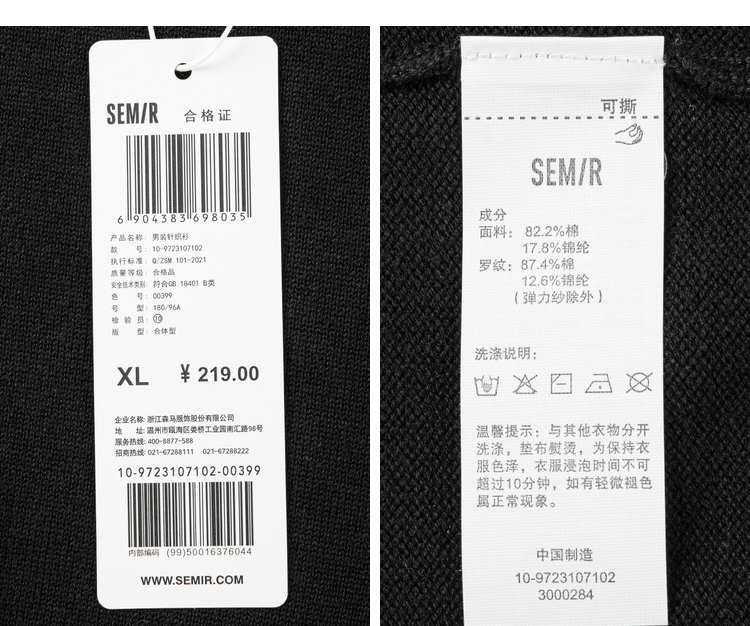 SEM/R 合格证
6 904383 698035
产品名称: 男装针织衫
款 号: 10-9723107102
执行标准: Q/ZSM 101-2021
质量等级: 合格品
安全技术类别: 符合GB 18401 B类
色 号: 00399
号 型: 180/96A
检 验 员: ⑩
版 型: 合体型
XL ¥ 219.00
企业名称: 浙江森马服饰股份有限公司
地 址: 温州市瓯海区娄桥工业园南汇路98号
服务热线: 400-8877-588
招商热线: 021-67288111 021-67288222
10-9723107102-00399
内部编码 (99)50016376044
WWW.SEMIR.COM
可撕
SEM/R
成分
面料: 82.2%棉
17.8%锦纶
罗纹: 87.4%棉
12.6%锦纶
(弹力纱除外)
洗涤说明:
温馨提示: 与其他衣物分开
洗涤, 垫布熨烫, 为保持衣
服色泽, 衣服浸泡时间不可
超过10分钟, 如有轻微褪色
属正常现象。
中国制造
10-9723107102
3000284